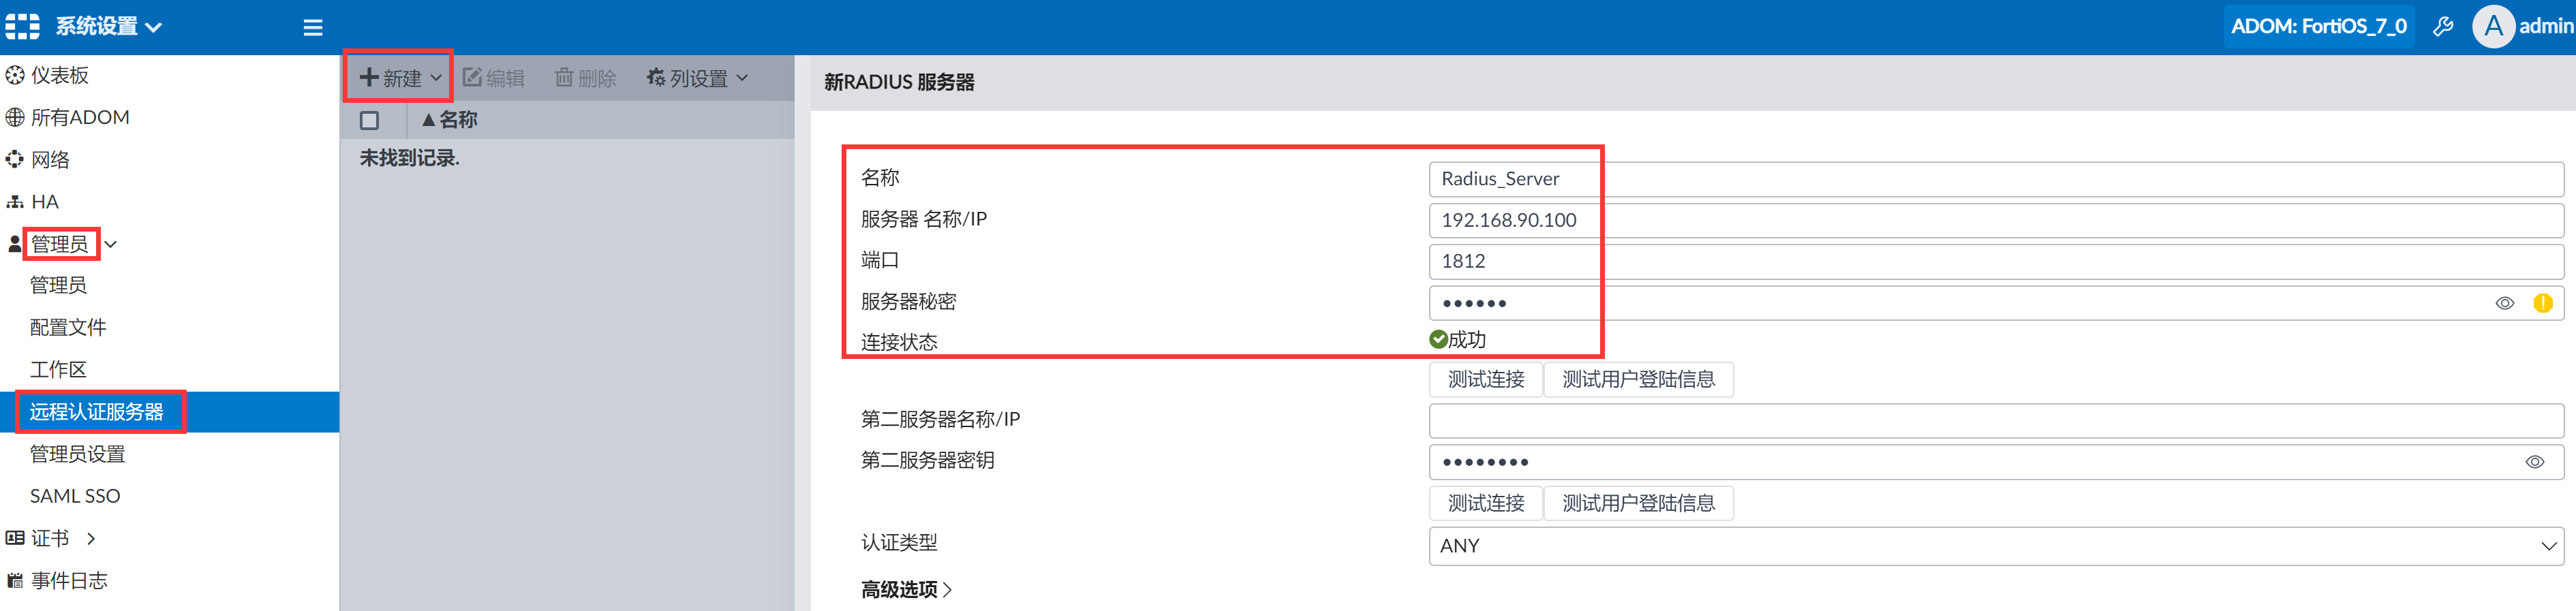 系统设置
ADOM: FortiOS_7_0
A
admin
仪表板
所有ADOM
网络
HA
管理员
管理员
配置文件
工作区
远程认证服务器
管理员设置
SAML SSO
证书
事件日志
新建 编辑 删除 列设置
▲名称
未找到记录.
新RADIUS 服务器
名称 Radius_Server
服务器 名称/IP 192.168.90.100
端口 1812
服务器秘密 ••••••
连接状态 成功
测试连接 测试用户登陆信息
第二服务器名称/IP
第二服务器密钥 ••••••••
测试连接 测试用户登陆信息
认证类型 ANY
高级选项